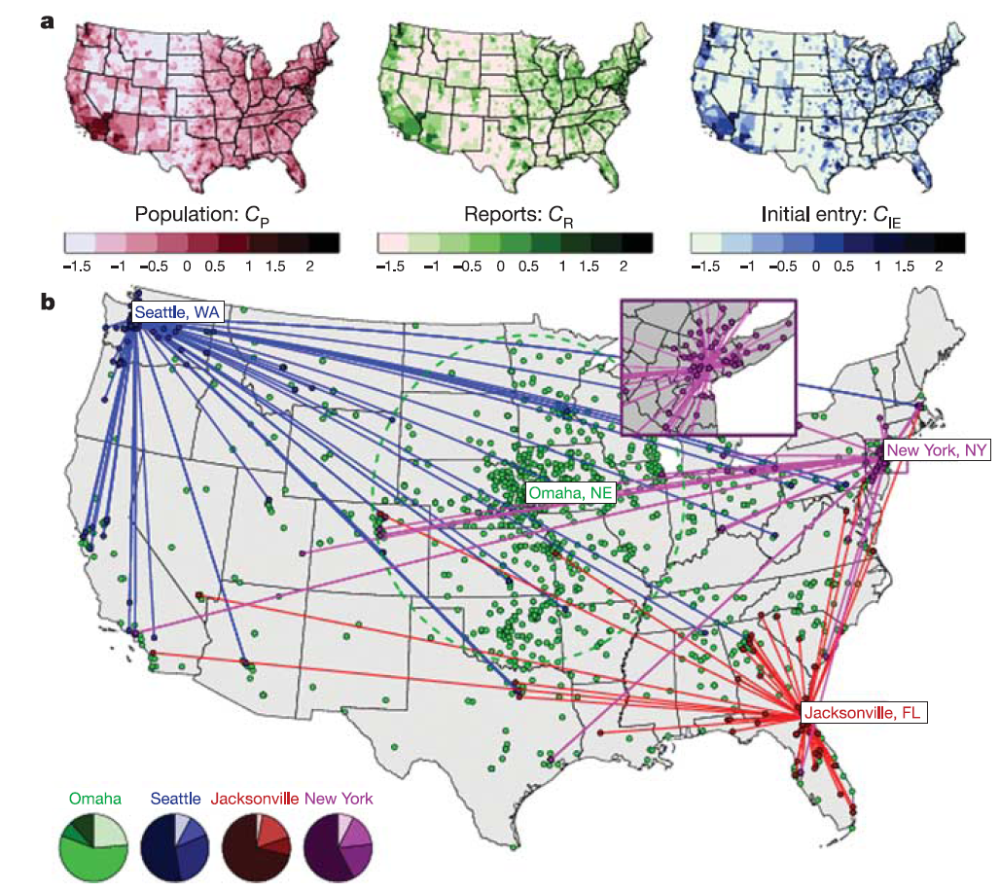 a
Population: CP
Reports: CR
Initial entry: CIE
−1.5 −1 −0.5 0 0.5 1 1.5 2
−1.5 −1 −0.5 0 0.5 1 1.5 2
−1.5 −1 −0.5 0 0.5 1 1.5 2
b
Seattle, WA
New York, NY
Omaha, NE
Jacksonville, FL
Omaha Seattle Jacksonville New York